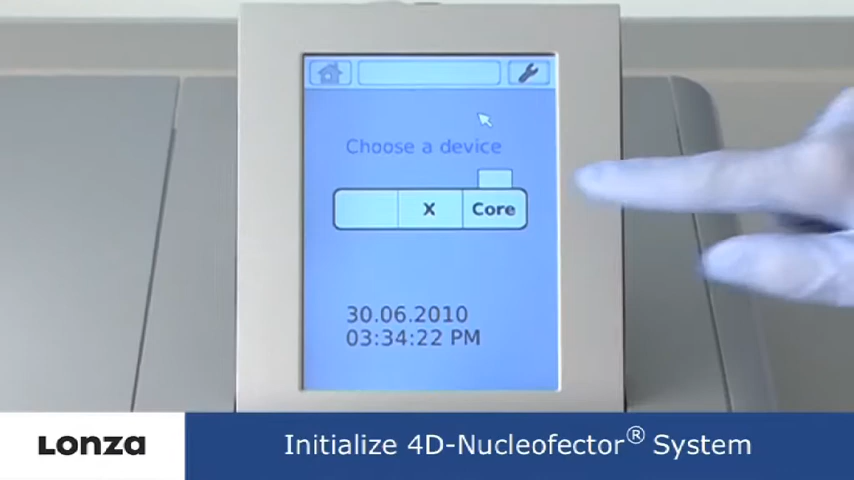 Choose a device
X Core
30.06.2010
03:34:22 PM
Lonza
Initialize 4D-Nucleofector® System